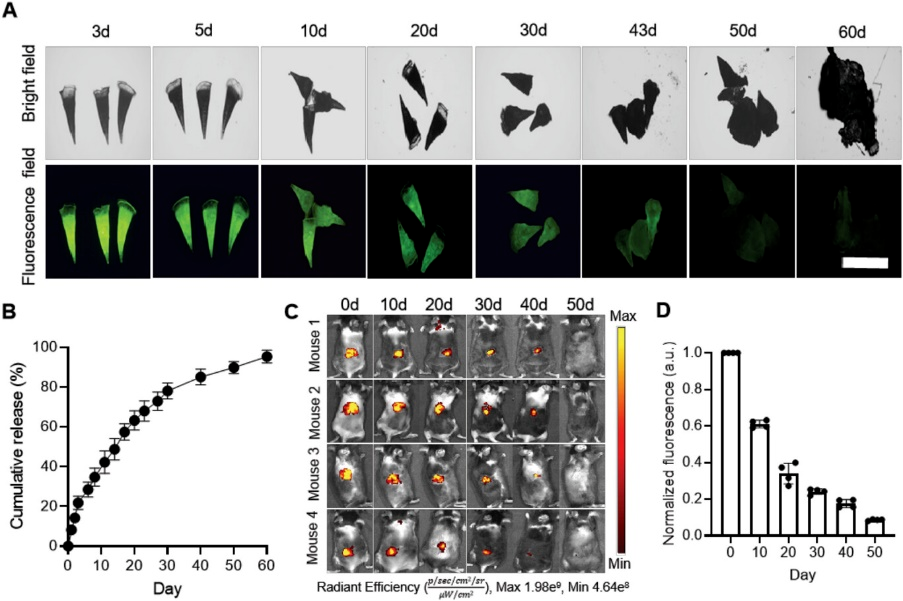 A
3d 5d 10d 20d 30d 43d 50d 60d
Bright field
Fluorescence field
B
Cumulative release (%)
100
80
60
40
20
0
0 10 20 30 40 50 60
Day
C
0d 10d 20d 30d 40d 50d
Mouse 1
Mouse 2
Mouse 3
Mouse 4
Max
Min
Radiant Efficiency (p/sec/cm²/sr / μW/cm²), Max 1.98e⁹, Min 4.64e⁸
D
Normalized fluorescence (a.u.)
1.0
0.8
0.6
0.4
0.2
0.0
0 10 20 30 40 50
Day